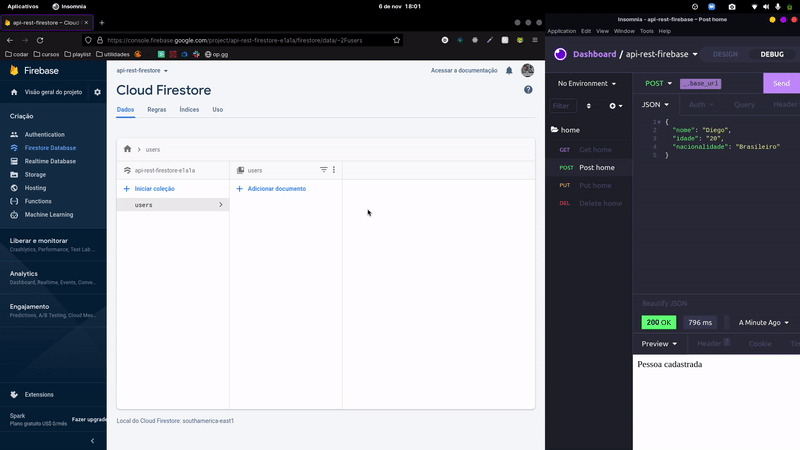 Aplicativos
Insomnia
6 de nov 18:01
api-rest-firestore – Cloud F
https://console.firebase.google.com/project/api-rest-firestore-e1a1a/firestore/data/~2Fusers
codar
cursos
playlist
utilidades
op.gg
Firebase
Visão geral do projeto
Criação
Authentication
Firestore Database
Realtime Database
Storage
Hosting
Functions
Machine Learning
Liberar e monitorar
Crashlytics, Performance, Test Lab ...
Analytics
Dashboard, Realtime, Events, Conve...
Engajamento
Predictions, A/B Testing, Cloud Mes...
Extensions
Spark
Plano gratuito US$ 0/mês
Fazer upgrade
api-rest-firestore
Acessar a documentação
Cloud Firestore
Dados
Regras
Índices
Uso
users
api-rest-firestore-e1a1a
users
Iniciar coleção
Adicionar documento
users
Local do Cloud Firestore: southamerica-east1
Insomnia - api-rest-firebase – Post home
Application
Edit
View
Window
Tools
Help
Dashboard / api-rest-firebase
DESIGN
DEBUG
No Environment
POST
_.base_url
Send
Filter
JSON
Auth
Query
Header
home
GET Get home
POST Post home
PUT Put home
DEL Delete home
1 {
2 "nome": "Diego",
3 "idade": "20",
4 "nacionalidade": "Brasileiro"
5 }
Beautify JSON
200 OK
796 ms
A Minute Ago
Preview
Header
Cookie
Tim
Pessoa cadastrada